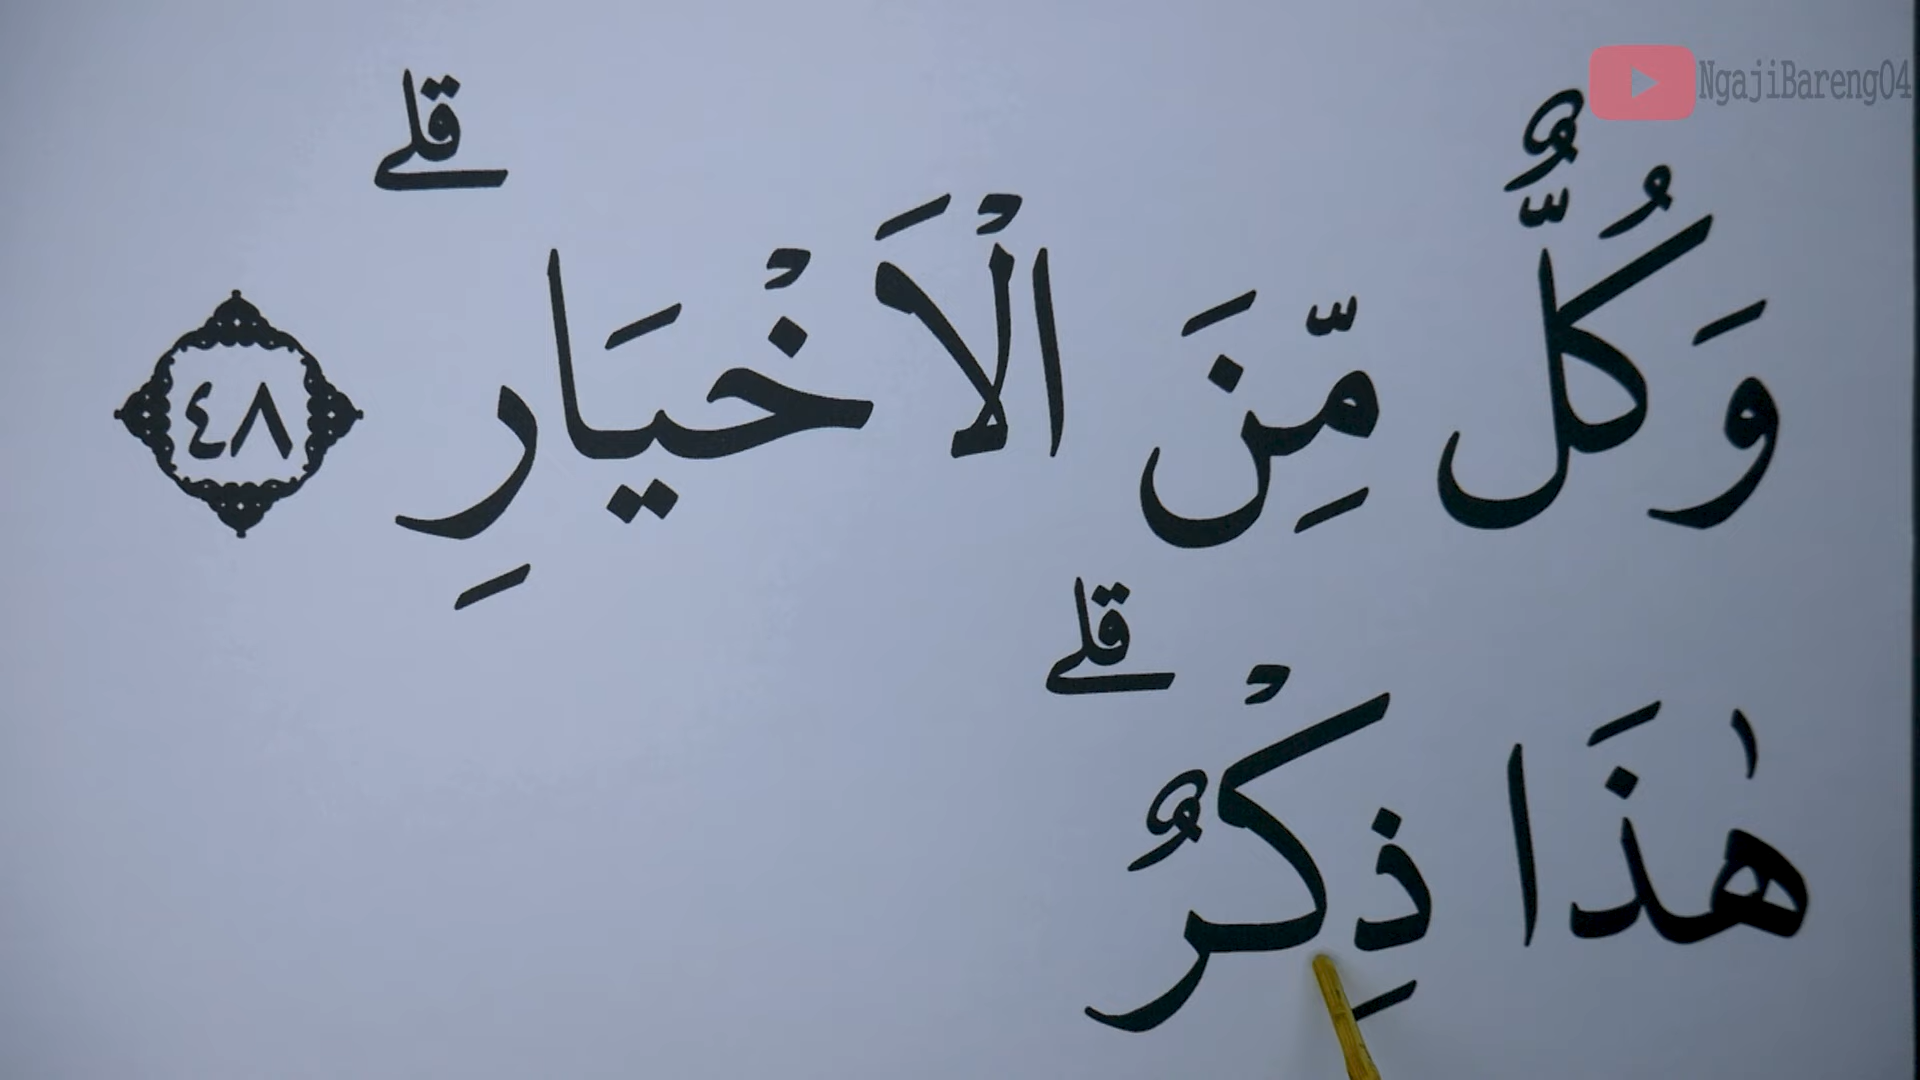 NgajiBareng04
وَكُلٌّ مِّنَ الْاَخْيَارِۗ ٤٨
هٰذَا ذِكْرٌۗ